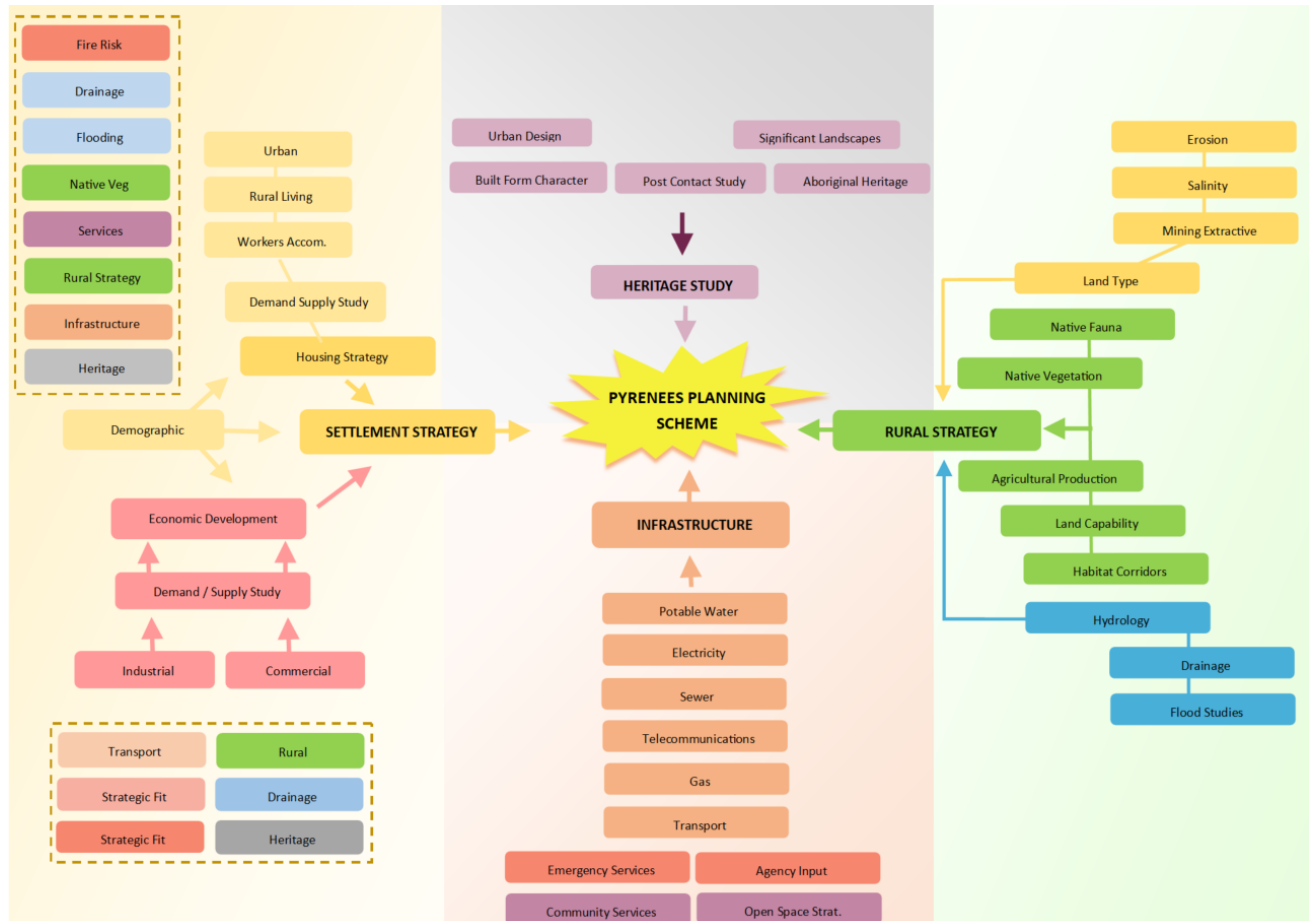 Fire Risk
Drainage
Flooding
Native Veg
Services
Rural Strategy
Infrastructure
Heritage
Urban
Rural Living
Workers Accom.
Demand Supply Study
Housing Strategy
Demographic
SETTLEMENT STRATEGY
Economic Development
Demand / Supply Study
Industrial
Commercial
Transport
Rural
Strategic Fit
Drainage
Strategic Fit
Heritage
Urban Design
Significant Landscapes
Built Form Character
Post Contact Study
Aboriginal Heritage
HERITAGE STUDY
PYRENEES PLANNING
SCHEME
INFRASTRUCTURE
Potable Water
Electricity
Sewer
Telecommunications
Gas
Transport
Emergency Services
Agency Input
Community Services
Open Space Strat.
Erosion
Salinity
Mining Extractive
Land Type
Native Fauna
Native Vegetation
RURAL STRATEGY
Agricultural Production
Land Capability
Habitat Corridors
Hydrology
Drainage
Flood Studies